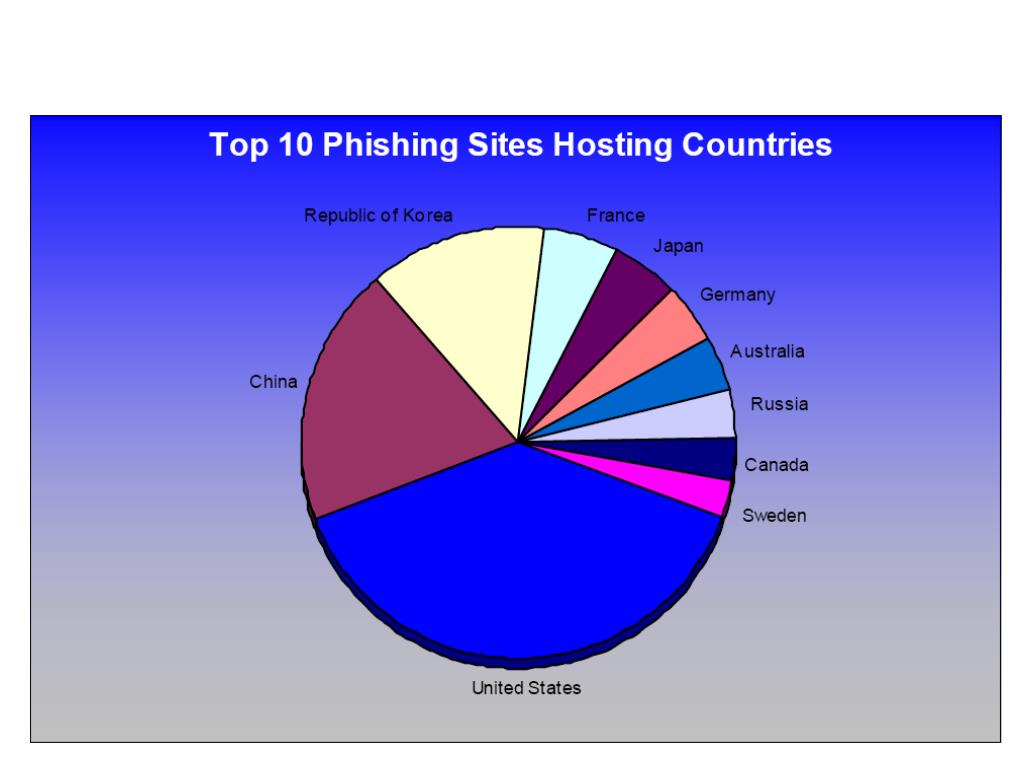 Top 10 Phishing Sites Hosting Countries
Republic of Korea
France
Japan
Germany
China
Australia
Russia
Canada
Sweden
United States